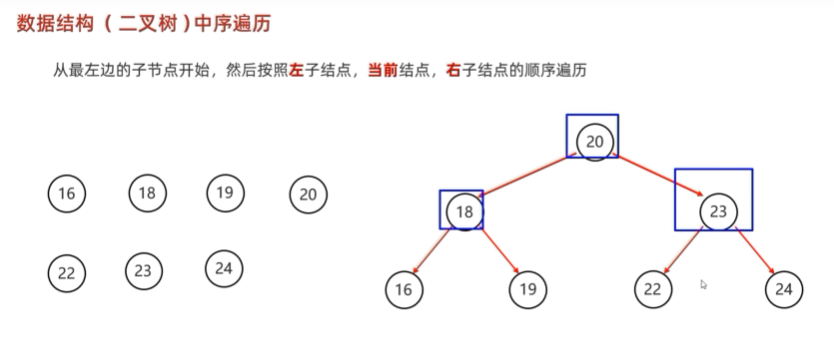 数据结构（二叉树）中序遍历
从最左边的子节点开始，然后按照左子结点，当前结点，右子结点的顺序遍历
20
16 18 19 20
18 23
22 23 24
16 19 22 24